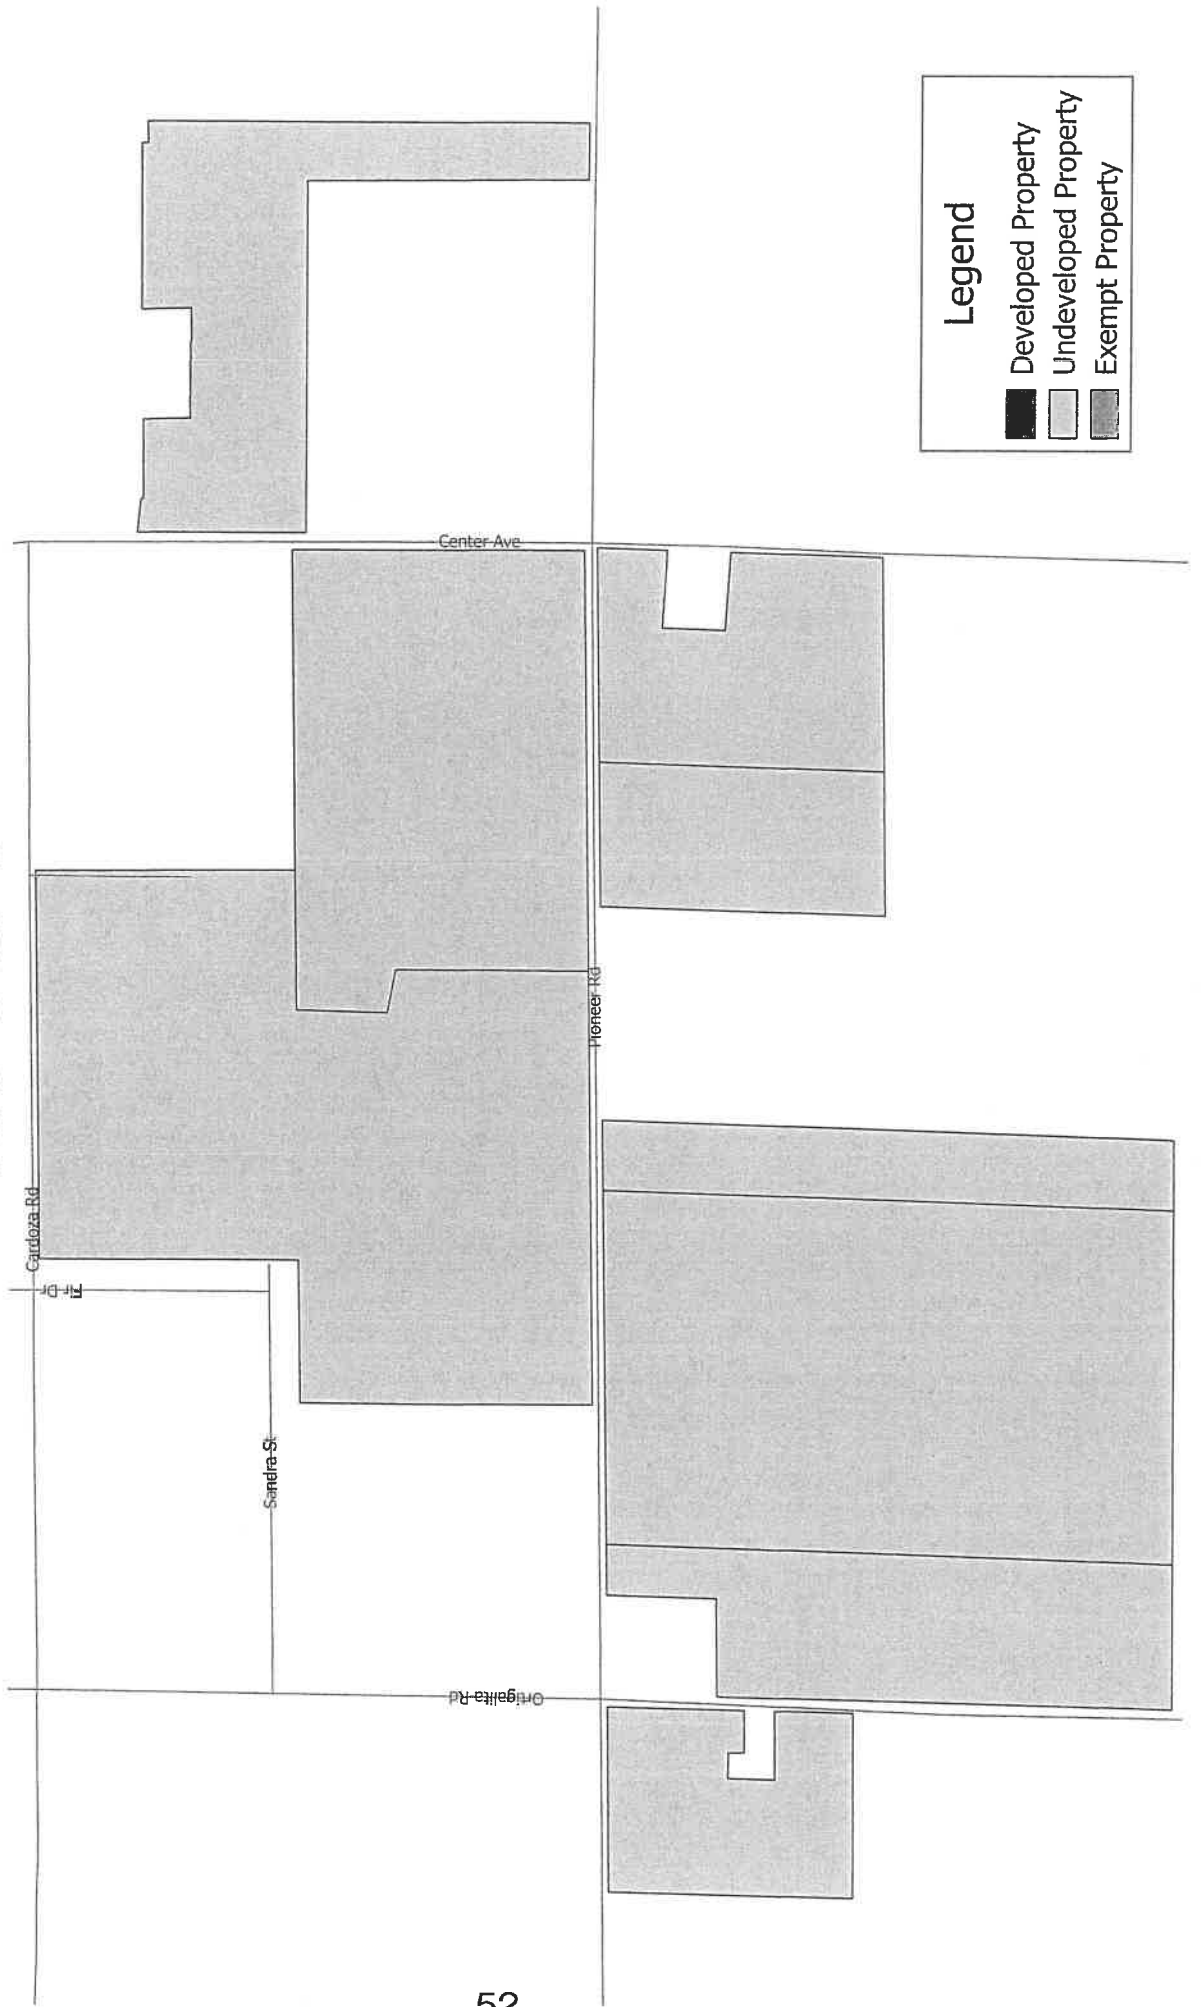 Cardoza Rd
Fir Dr
Sandra St
Ortigalita Rd
Pioneer Rd
Center Ave
Legend
Developed Property
Undeveloped Property
Exempt Property
52